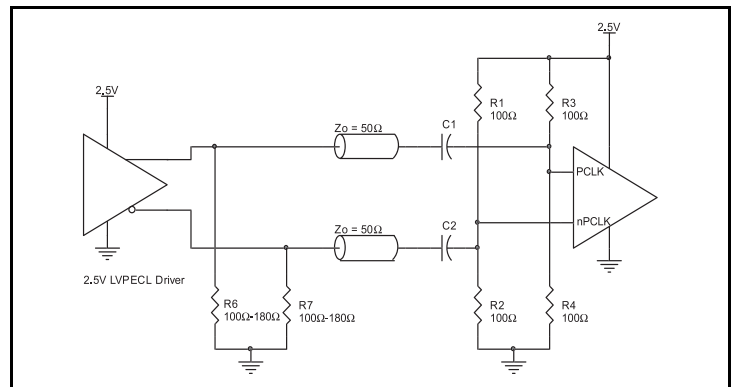 2.5V
2.5V
R1
100Ω
R3
100Ω
Zo = 50Ω
C1
PCLK
nPCLK
Zo = 50Ω
C2
2.5V LVPECL Driver
R6
100Ω-180Ω
R7
100Ω-180Ω
R2
100Ω
R4
100Ω